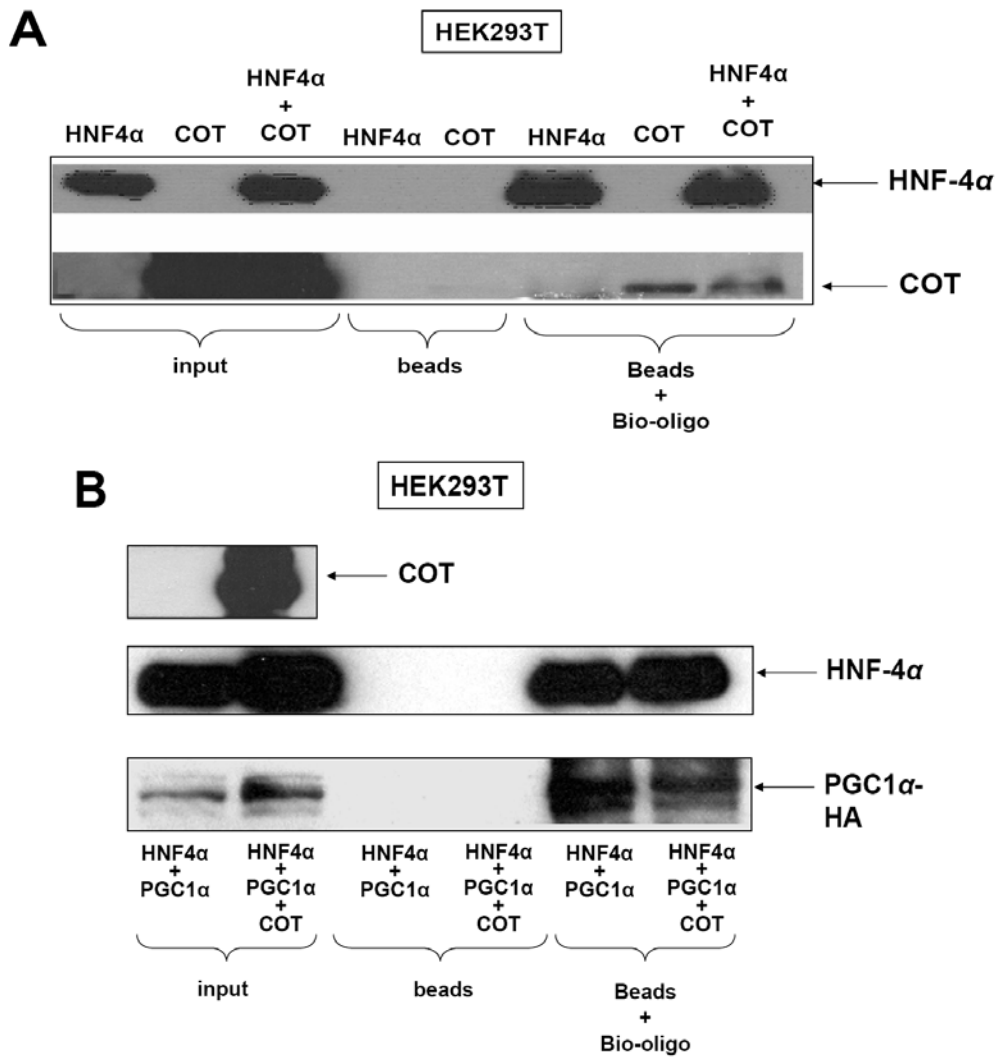 A
HEK293T
HNF4α
COT
HNF4α
+
COT
HNF4α
COT
HNF4α
COT
HNF4α
+
COT
HNF-4α
COT
input
beads
Beads
+
Bio-oligo
B
HEK293T
COT
HNF-4α
PGC1α-
HA
HNF4α
+
PGC1α
HNF4α
+
PGC1α
+
COT
HNF4α
+
PGC1α
HNF4α
+
PGC1α
+
COT
HNF4α
+
PGC1α
HNF4α
+
PGC1α
+
COT
input
beads
Beads
+
Bio-oligo